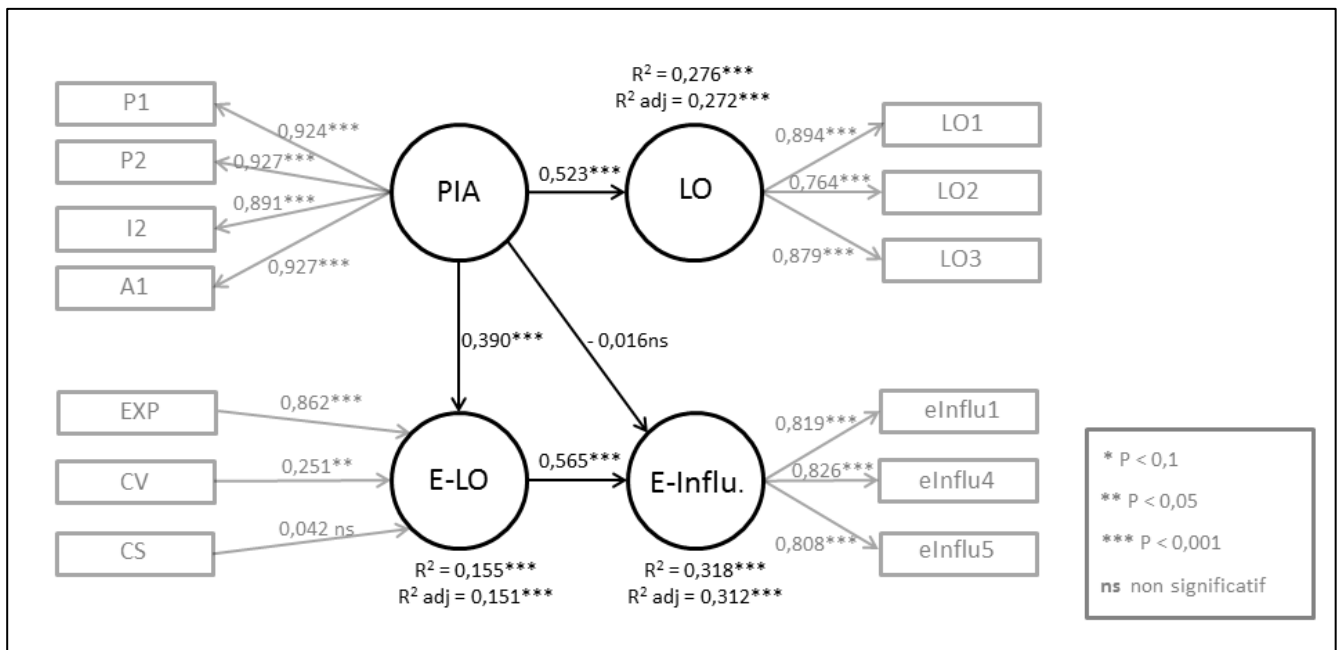 R² = 0,276***
R² adj = 0,272***
P1
0,924***
P2
0,927***
I2
0,891***
A1
0,927***
PIA
0,523***
LO
0,894***
LO1
0,764***
LO2
0,879***
LO3
0,390***
- 0,016ns
EXP
0,862***
CV
0,251**
CS
0,042 ns
E-LO
0,565***
E-Influ.
0,819***
eInflu1
0,826***
eInflu4
0,808***
eInflu5
R² = 0,155***
R² adj = 0,151***
R² = 0,318***
R² adj = 0,312***
* P < 0,1
** P < 0,05
*** P < 0,001
ns non significatif